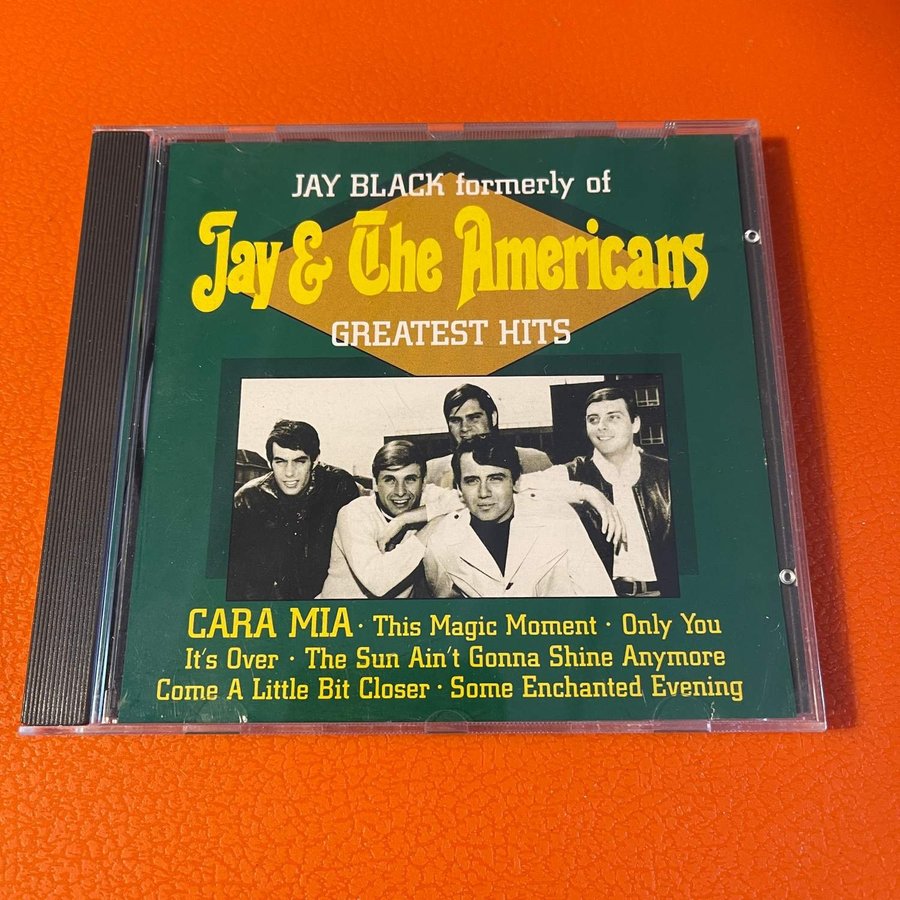 JAY BLACK formerly of
Jay & The Americans
GREATEST HITS
CARA MIA · This Magic Moment · Only You
It's Over · The Sun Ain't Gonna Shine Anymore
Come A Little Bit Closer · Some Enchanted Evening